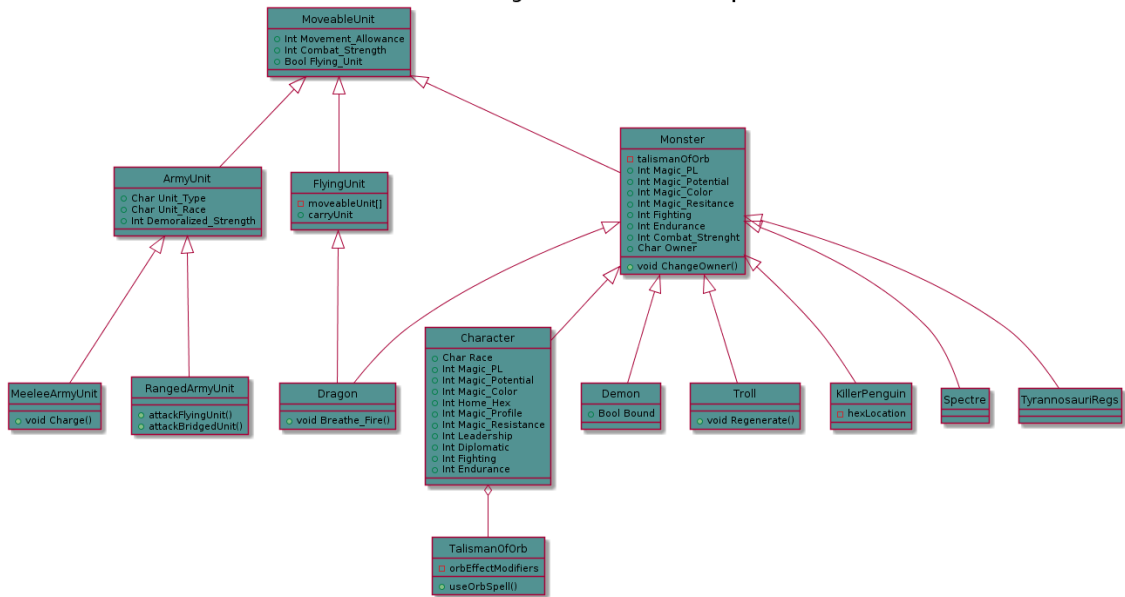 MoveableUnit
Int Movement_Allowance
Int Combat_Strength
Bool Flying_Unit
ArmyUnit
Char Unit_Type
Char Unit_Race
Int Demoralized_Strength
FlyingUnit
moveableUnit[]
carryUnit
Monster
talismanOfOrb
Int Magic_PL
Int Magic_Potential
Int Magic_Color
Int Magic_Resitance
Int Fighting
Int Endurance
Int Combat_Strenght
Char Owner
void ChangeOwner()
MeeleeArmyUnit
void Charge()
RangedArmyUnit
attackFlyingUnit()
attackBridgedUnit()
Dragon
void Breathe_Fire()
Character
Char Race
Int Magic_PL
Int Magic_Potential
Int Magic_Color
Int Home_Hex
Int Magic_Profile
Int Magic_Resistance
Int Leadership
Int Diplomatic
Int Fighting
Int Endurance
Demon
Bool Bound
Troll
void Regenerate()
KillerPenguin
hexLocation
Spectre
TyrannosauriRegs
TalismanOfOrb
orbEffectModifiers
useOrbSpell()